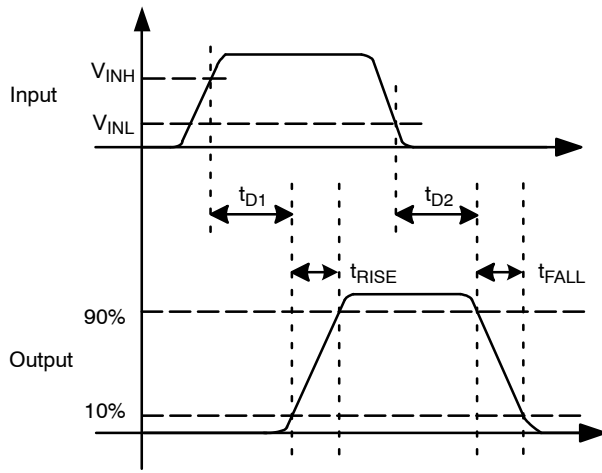 V_INH
Input
V_INL
t_D1 t_D2
t_RISE t_FALL
90%
Output
10%